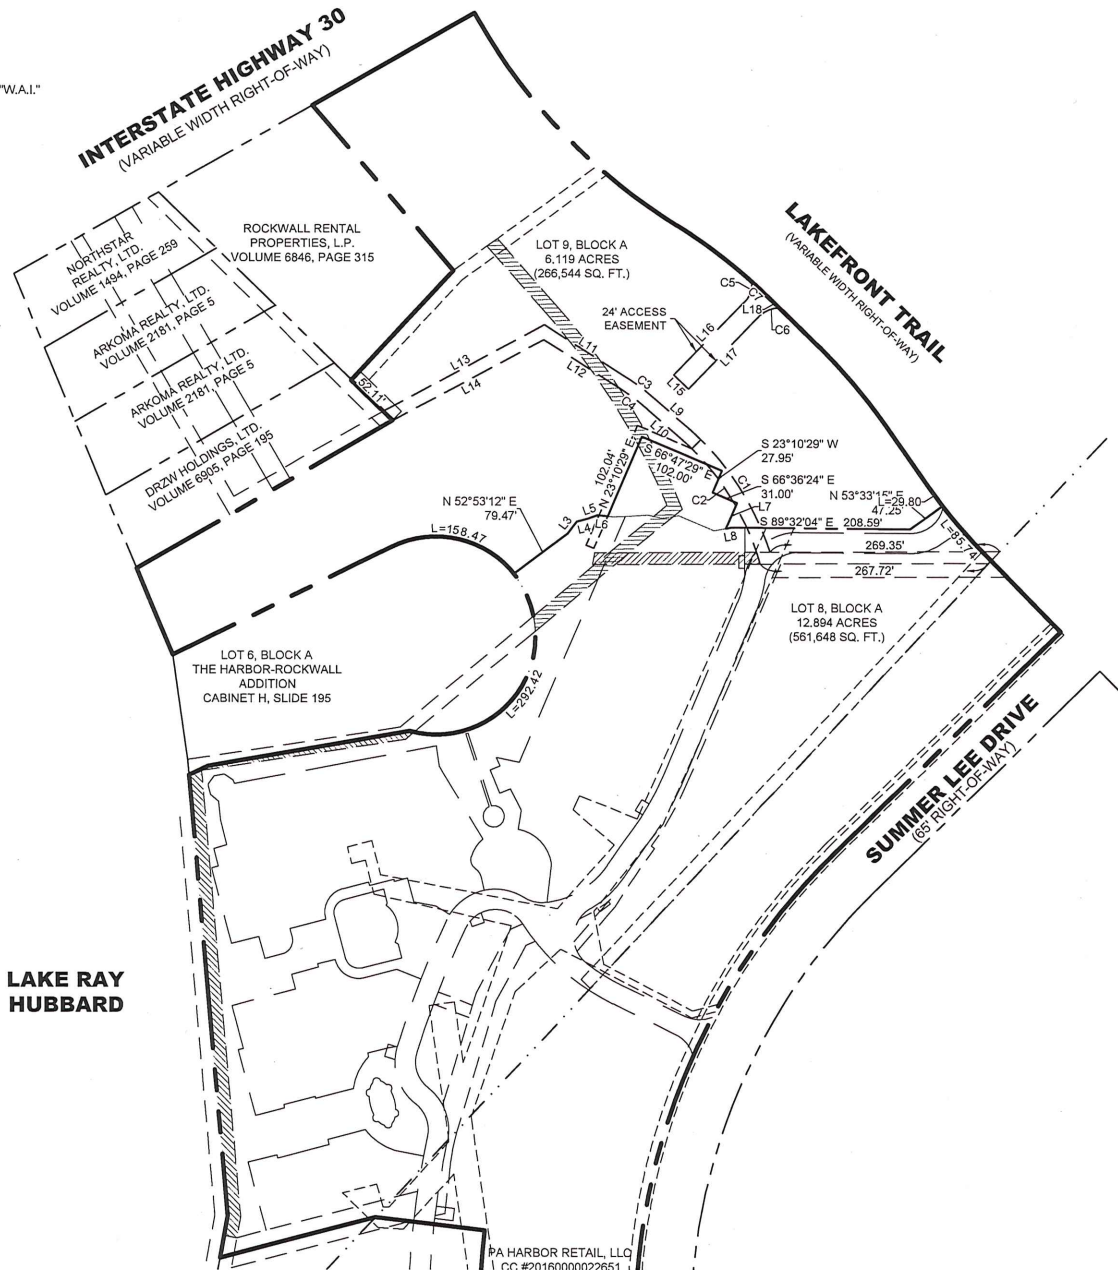 "W.A.I."
INTERSTATE HIGHWAY 30
(VARIABLE WIDTH RIGHT-OF-WAY)
NORTHSTAR
REALTY, LTD.
VOLUME 1494, PAGE 259
ROCKWALL RENTAL
PROPERTIES, L.P.
VOLUME 6846, PAGE 315
LOT 9, BLOCK A
6.119 ACRES
(266,544 SQ. FT.)
LAKEFRONT TRAIL
(VARIABLE WIDTH RIGHT-OF-WAY)
C5
C7
L18
C6
24' ACCESS
EASEMENT
L16
L17
L15
ARKOMA REALTY, LTD.
VOLUME 2181, PAGE 5
ARKOMA REALTY, LTD.
VOLUME 2181, PAGE 5
DRZW HOLDINGS, LTD.
VOLUME 6905, PAGE 195
52.11'
L13
L14
L11
L12
C3
C4
L9
L10
S 66°47'29" E
102.00'
102.04'
N 23°10'29" E
S 23°10'29" W
27.95'
S 66°36'24" E
31.00'
C1
C2
L7
N 53°33'15" E
47.25'
L=29.80
S 89°32'04" E
208.59'
L8
269.35'
267.72'
L=85.74'
N 52°53'12" E
79.47'
L3
L5
L4
L6
L=158.47
LOT 8, BLOCK A
12.894 ACRES
(561,648 SQ. FT.)
LOT 6, BLOCK A
THE HARBOR-ROCKWALL
ADDITION
CABINET H, SLIDE 195
L=292.42
SUMMER LEE DRIVE
(65' RIGHT-OF-WAY)
LAKE RAY
HUBBARD
PA HARBOR RETAIL, LLC
CC #20160000022651